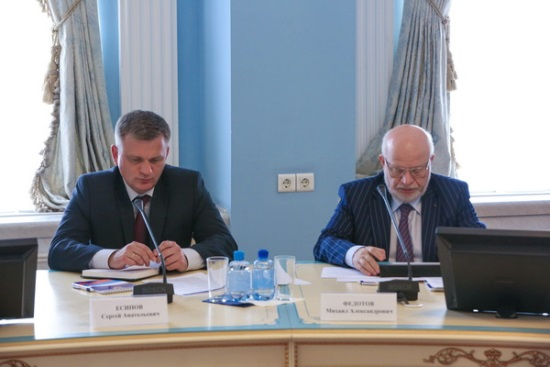 ЕСИПОВ
Сергей Анатольевич
ФЕДОТОВ
Михаил Александрович